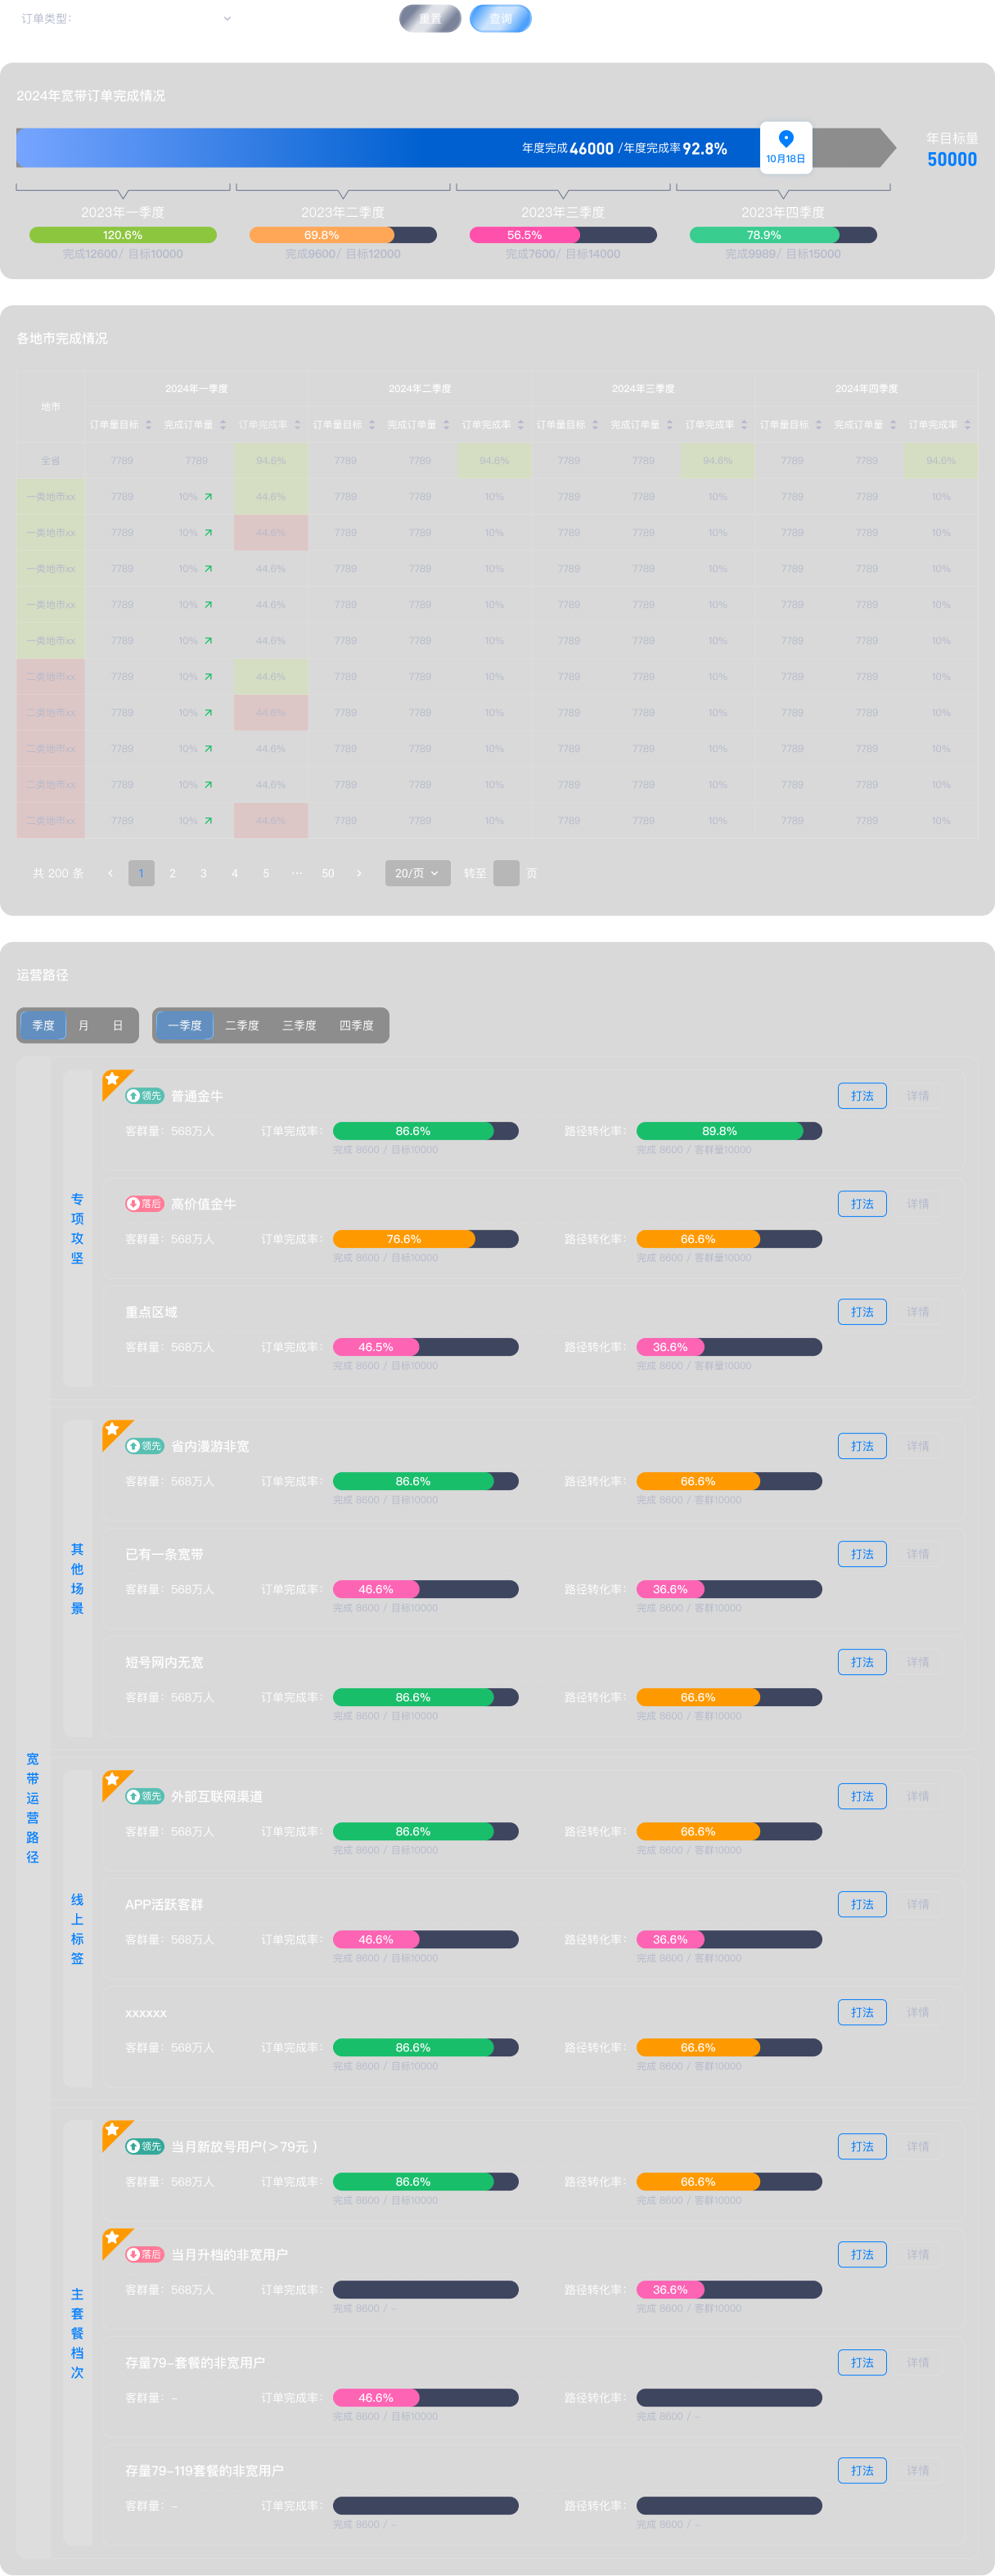 订单类型：
重置 查询
2024年宽带订单完成情况
年度完成46000 /年度完成率92.8%
10月18日
年目标量
50000
2023年一季度 2023年二季度 2023年三季度 2023年四季度
120.6% 69.8% 56.5% 78.9%
完成12600/ 目标10000 完成9600/ 目标12000 完成7600/ 目标14000 完成9989/ 目标15000
各地市完成情况
地市 2024年一季度 2024年二季度 2024年三季度 2024年四季度
订单量目标 完成订单量 订单完成率 订单量目标 完成订单量 订单完成率 订单量目标 完成订单量 订单完成率 订单量目标 完成订单量 订单完成率
全省 7789 7789 94.6% 7789 7789 94.6% 7789 7789 94.6% 7789 7789 94.6%
一类地市xx 7789 10% 44.6% 7789 7789 10% 7789 7789 10% 7789 7789 10%
一类地市xx 7789 10% 44.6% 7789 7789 10% 7789 7789 10% 7789 7789 10%
一类地市xx 7789 10% 44.6% 7789 7789 10% 7789 7789 10% 7789 7789 10%
一类地市xx 7789 10% 44.6% 7789 7789 10% 7789 7789 10% 7789 7789 10%
一类地市xx 7789 10% 44.6% 7789 7789 10% 7789 7789 10% 7789 7789 10%
二类地市xx 7789 10% 44.6% 7789 7789 10% 7789 7789 10% 7789 7789 10%
二类地市xx 7789 10% 44.6% 7789 7789 10% 7789 7789 10% 7789 7789 10%
二类地市xx 7789 10% 44.6% 7789 7789 10% 7789 7789 10% 7789 7789 10%
二类地市xx 7789 10% 44.6% 7789 7789 10% 7789 7789 10% 7789 7789 10%
二类地市xx 7789 10% 44.6% 7789 7789 10% 7789 7789 10% 7789 7789 10%
共 200 条 1 2 3 4 5 ··· 50 20/页 转至 页
运营路径
季度 月 日 一季度 二季度 三季度 四季度
宽带运营路径
专项攻坚
领先 普通金牛 打法 详情
客群量：568万人 订单完成率： 86.6% 路径转化率： 89.8%
完成 8600 / 目标10000 完成 8600 / 客群量10000
落后 高价值金牛 打法 详情
客群量：568万人 订单完成率： 76.6% 路径转化率： 66.6%
完成 8600 / 目标10000 完成 8600 / 客群量10000
重点区域 打法 详情
客群量：568万人 订单完成率： 46.5% 路径转化率： 36.6%
完成 8600 / 目标10000 完成 8600 / 客群量10000
其他场景
领先 省内漫游非宽 打法 详情
客群量：568万人 订单完成率： 86.6% 路径转化率： 66.6%
完成 8600 / 目标10000 完成 8600 / 客群10000
已有一条宽带 打法 详情
客群量：568万人 订单完成率： 46.6% 路径转化率： 36.6%
完成 8600 / 目标10000 完成 8600 / 客群10000
短号网内无宽 打法 详情
客群量：568万人 订单完成率： 86.6% 路径转化率： 66.6%
完成 8600 / 目标10000 完成 8600 / 客群10000
线上标签
领先 外部互联网渠道 打法 详情
客群量：568万人 订单完成率： 86.6% 路径转化率： 66.6%
完成 8600 / 目标10000 完成 8600 / 客群10000
APP活跃客群 打法 详情
客群量：568万人 订单完成率： 46.6% 路径转化率： 36.6%
完成 8600 / 目标10000 完成 8600 / 客群10000
xxxxxx 打法 详情
客群量：568万人 订单完成率： 86.6% 路径转化率： 66.6%
完成 8600 / 目标10000 完成 8600 / 客群10000
主套餐档次
领先 当月新放号用户(＞79元 ) 打法 详情
客群量：568万人 订单完成率： 86.6% 路径转化率： 66.6%
完成 8600 / 目标10000 完成 8600 / 客群10000
落后 当月升档的非宽用户 打法 详情
客群量：568万人 订单完成率： 路径转化率： 36.6%
完成 8600 / - 完成 8600 / 客群10000
存量79-套餐的非宽用户 打法 详情
客群量：- 订单完成率： 46.6% 路径转化率：
完成 8600 / 目标10000 完成 8600 / -
存量79-119套餐的非宽用户 打法 详情
客群量：- 订单完成率： 路径转化率：
完成 8600 / - 完成 8600 / -